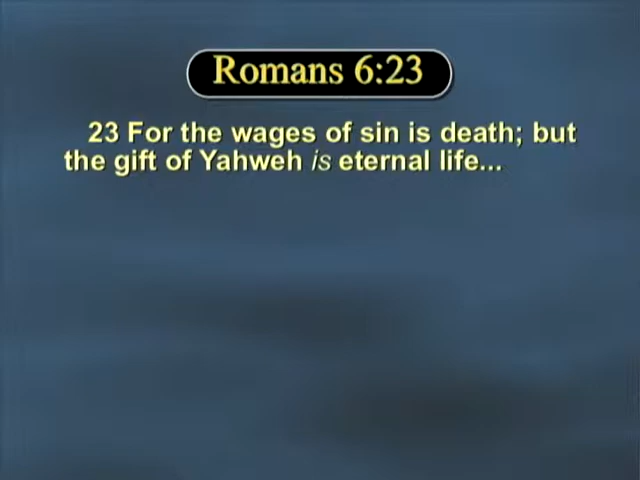 Romans 6:23
23 For the wages of sin is death; but
the gift of Yahweh is eternal life...